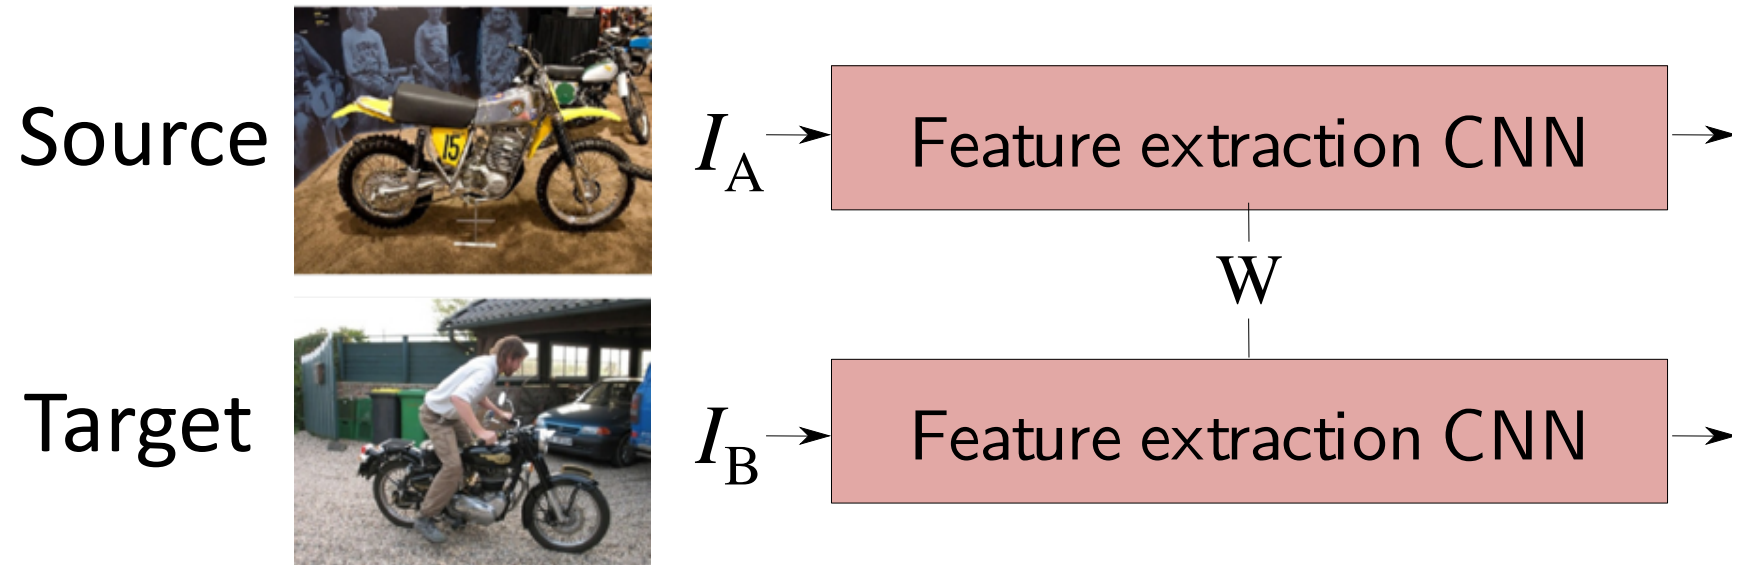 Source
15
I_A
Feature extraction CNN
W
Target
I_B
Feature extraction CNN